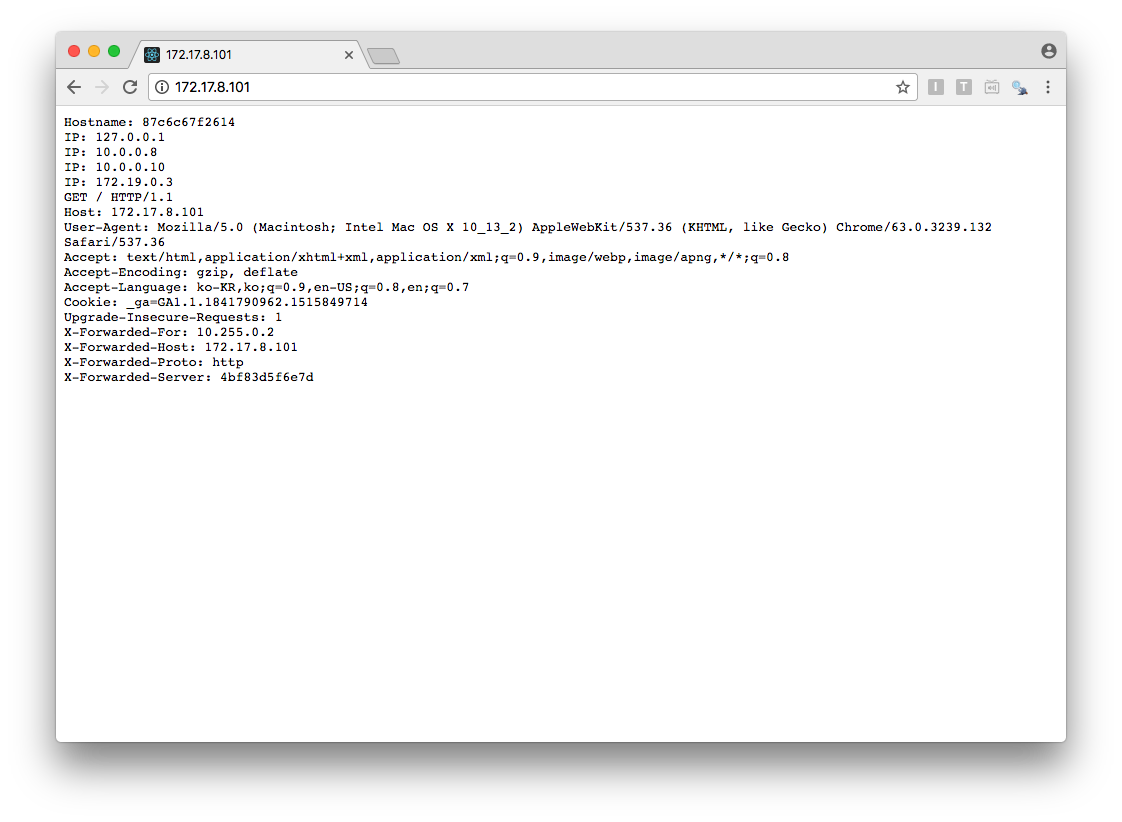 172.17.8.101
172.17.8.101
I T
Hostname: 87c6c67f2614
IP: 127.0.0.1
IP: 10.0.0.8
IP: 10.0.0.10
IP: 172.19.0.3
GET / HTTP/1.1
Host: 172.17.8.101
User-Agent: Mozilla/5.0 (Macintosh; Intel Mac OS X 10_13_2) AppleWebKit/537.36 (KHTML, like Gecko) Chrome/63.0.3239.132
Safari/537.36
Accept: text/html,application/xhtml+xml,application/xml;q=0.9,image/webp,image/apng,*/*;q=0.8
Accept-Encoding: gzip, deflate
Accept-Language: ko-KR,ko;q=0.9,en-US;q=0.8,en;q=0.7
Cookie: _ga=GA1.1.1841790962.1515849714
Upgrade-Insecure-Requests: 1
X-Forwarded-For: 10.255.0.2
X-Forwarded-Host: 172.17.8.101
X-Forwarded-Proto: http
X-Forwarded-Server: 4bf83d5f6e7d